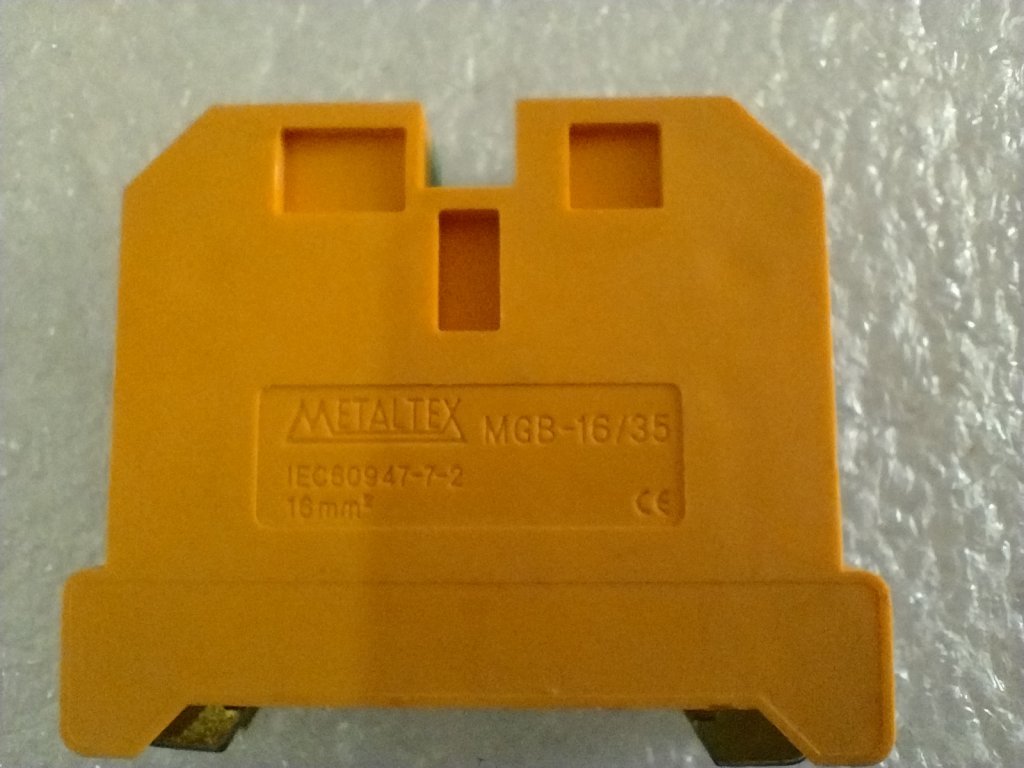 METALTEX MGB-16/35
IEC60947-7-2
16mm² CE